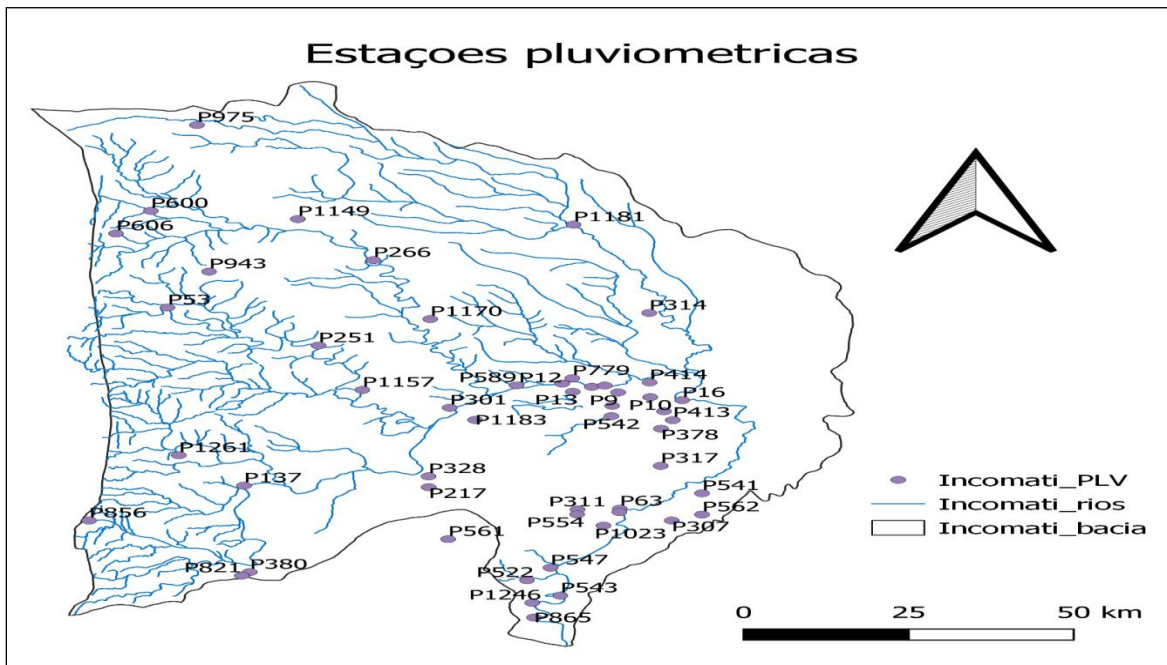 Estaçoes pluviometricas
P975
P600
P606
P1149
P1181
P266
P943
P53
P314
P1170
P251
P589
P12
P779
P414
P1157
P301
P13
P9
P10
P16
P413
P1183
P542
P378
P1261
P317
P328
P137
P217
P541
P311
P63
P562
P856
P554
P1023
P307
P561
P547
P821
P380
P522
P543
P1246
P865
Incomati_PLV
Incomati_rios
Incomati_bacia
0 25 50 km